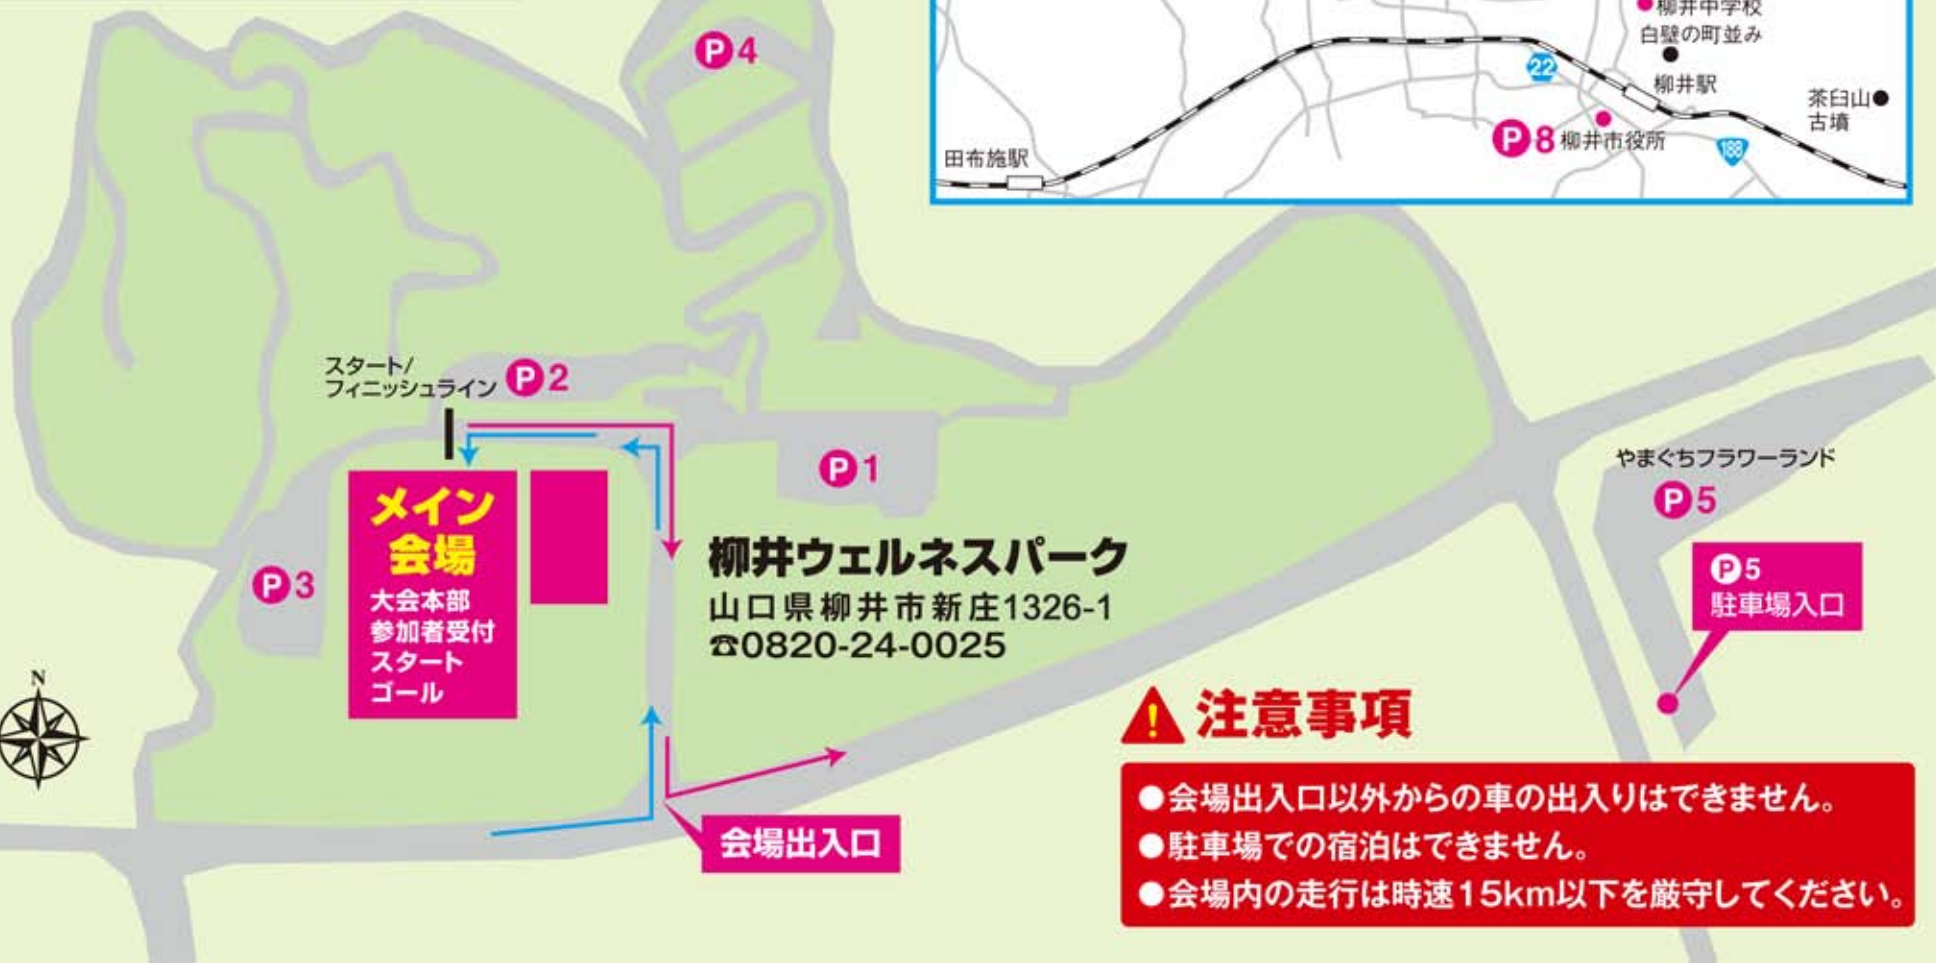 柳井中学校
白壁の町並み
22
柳井駅
茶臼山
古墳
P8 柳井市役所
188
田布施駅
P4
スタート/
フィニッシュライン
P2
P1
P3
メイン
会場
大会本部
参加者受付
スタート
ゴール
柳井ウェルネスパーク
山口県柳井市新庄1326-1
☎0820-24-0025
やまぐちフラワーランド
P5
P5
駐車場入口
N
会場出入口
! 注意事項
●会場出入口以外からの車の出入りはできません。
●駐車場での宿泊はできません。
●会場内の走行は時速15km以下を厳守してください。